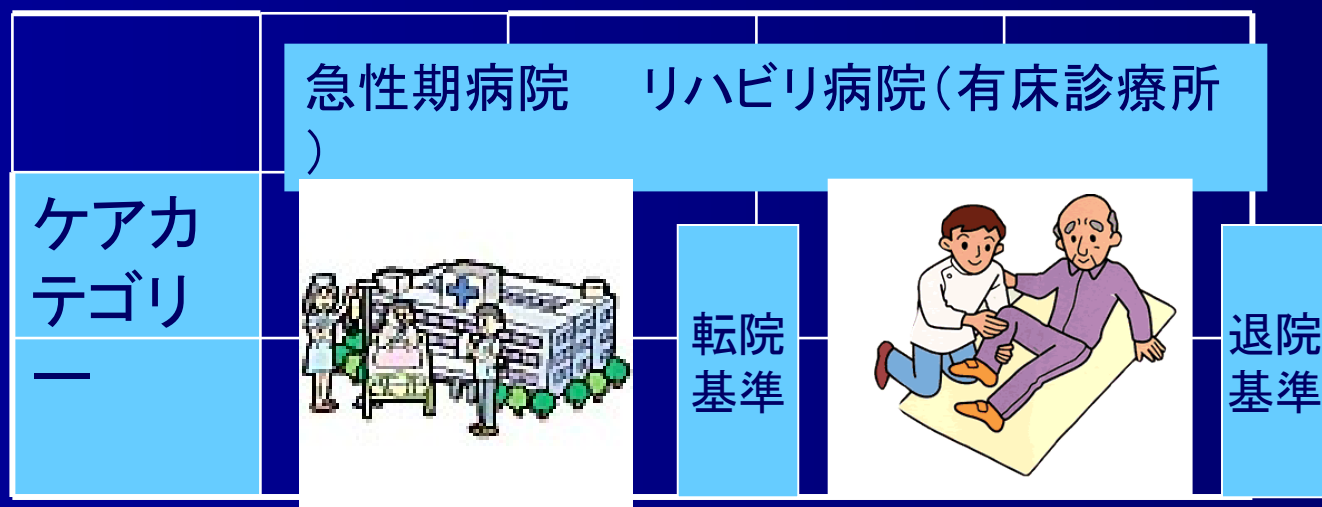 急性期病院　リハビリ病院（有床診療所
）
ケアカ
テゴリ
ー
転院
基準
退院
基準